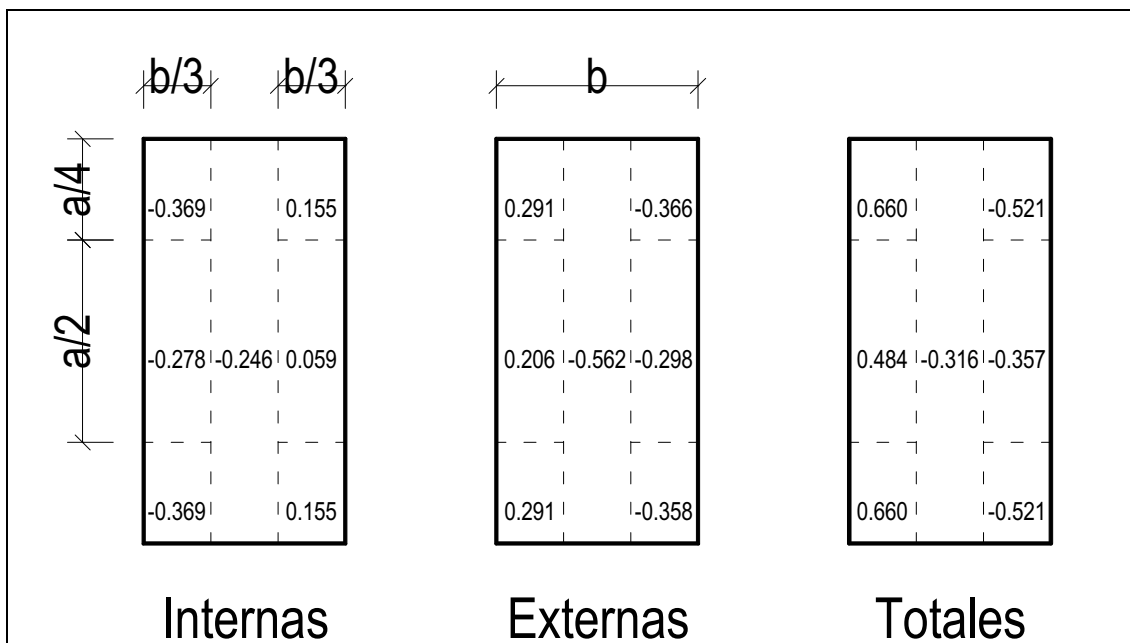 b/3 b/3 b
a/4
-0.369 0.155 0.291 -0.366 0.660 -0.521
a/2
-0.278 -0.246 0.059 0.206 -0.562 -0.298 0.484 -0.316 -0.357
-0.369 0.155 0.291 -0.358 0.660 -0.521
Internas Externas Totales